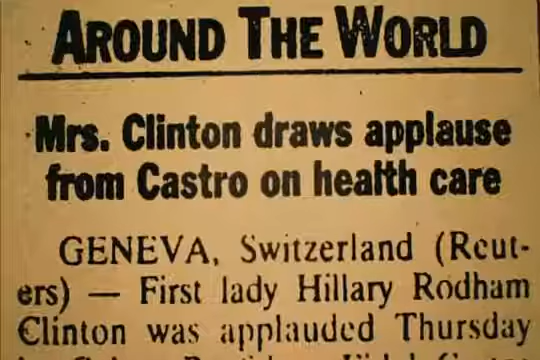 AROUND THE WORLD
Mrs. Clinton draws applause
from Castro on health care
GENEVA, Switzerland (Reut-
ers) — First lady Hillary Rodham
Clinton was applauded Thursday